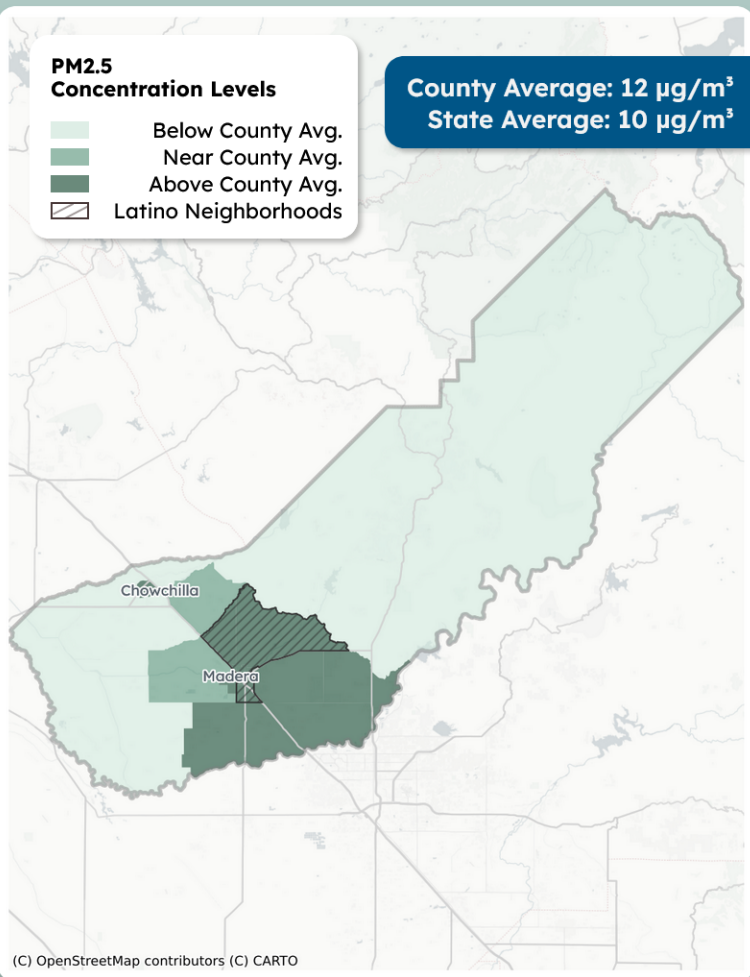 PM2.5
Concentration Levels
Below County Avg.
Near County Avg.
Above County Avg.
Latino Neighborhoods
County Average: 12 µg/m³
State Average: 10 µg/m³
Chowchilla
Madera
(C) OpenStreetMap contributors (C) CARTO